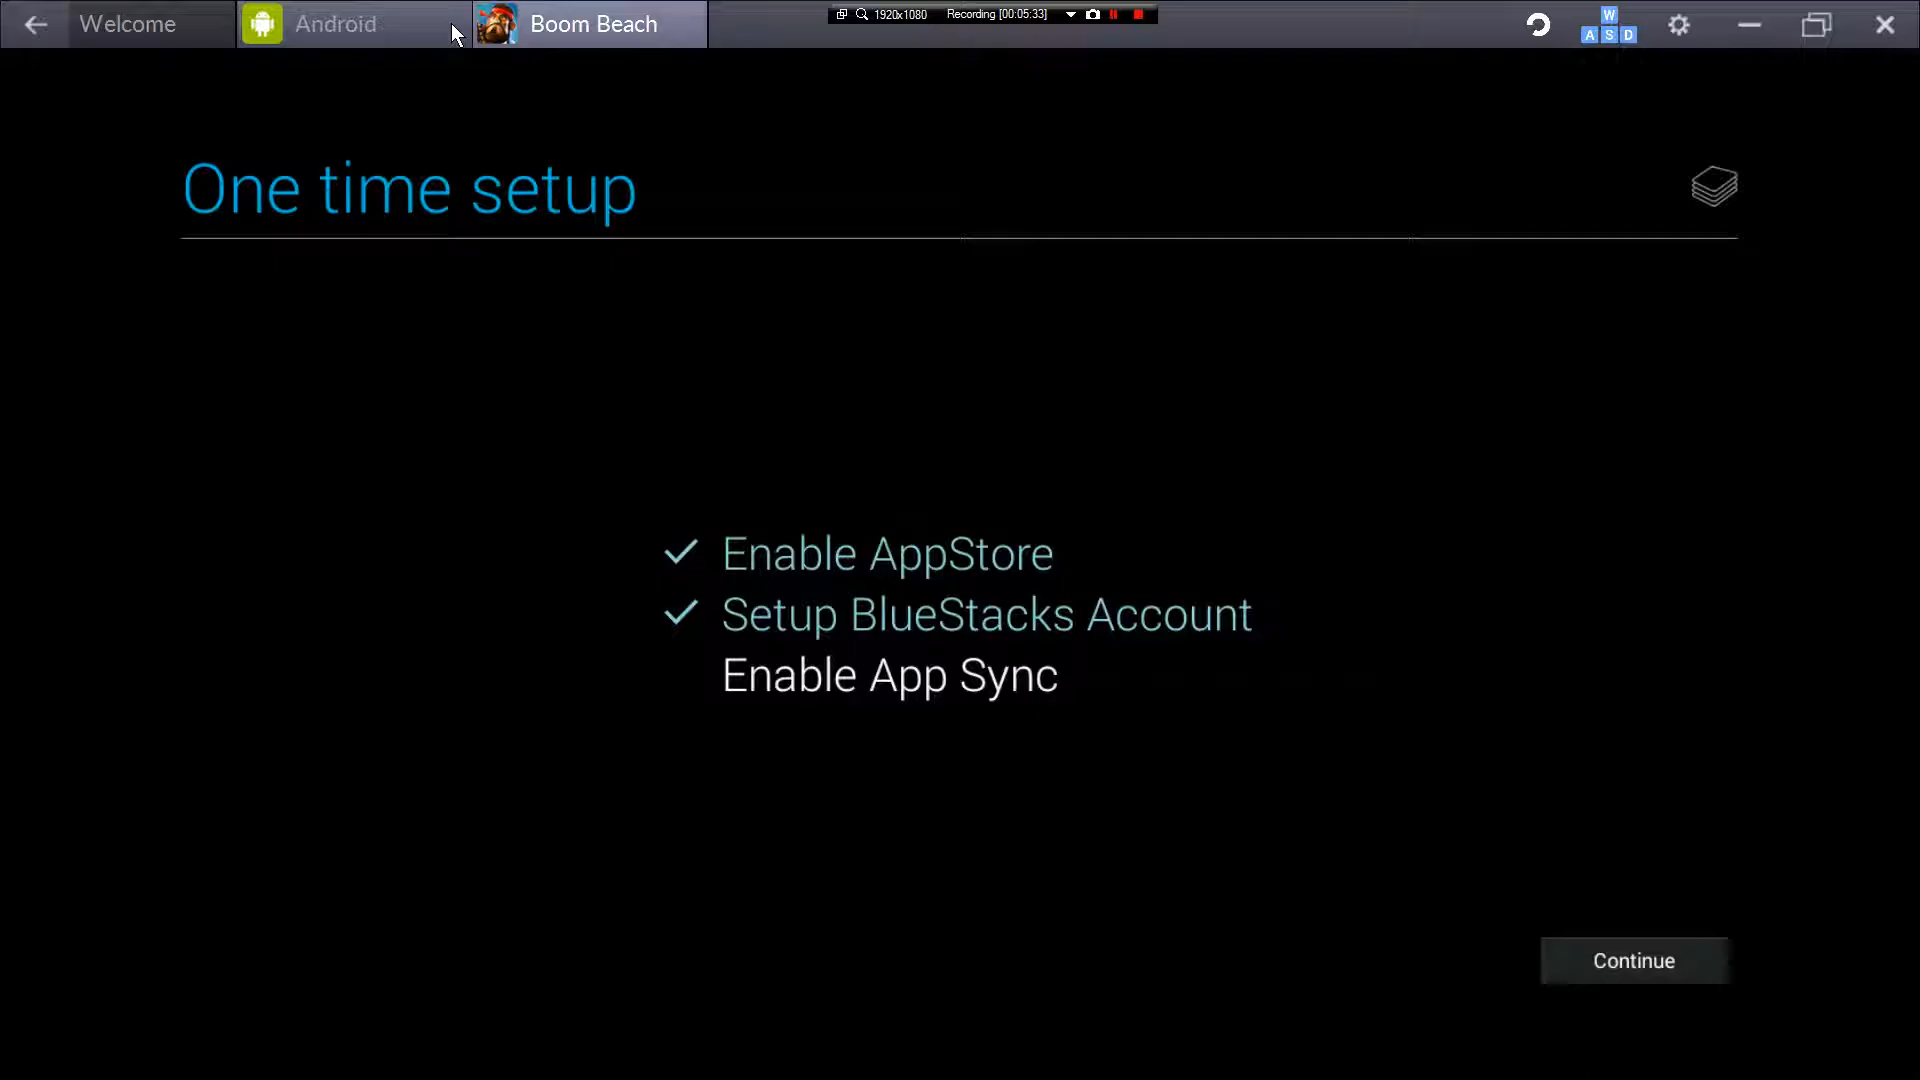 Welcome
Android
Boom Beach
1920x1080 Recording [00:05:33]
W
A S D
One time setup
Enable AppStore
Setup BlueStacks Account
Enable App Sync
Continue